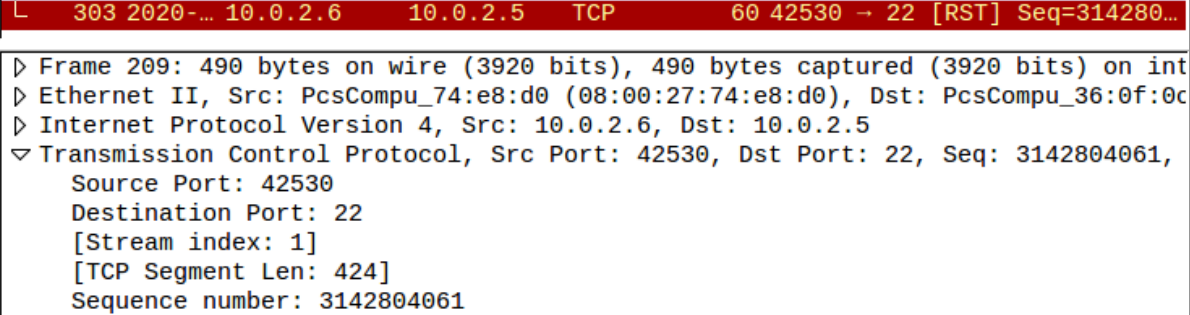 303 2020-… 10.0.2.6 10.0.2.5 TCP 60 42530 → 22 [RST] Seq=314280…
Frame 209: 490 bytes on wire (3920 bits), 490 bytes captured (3920 bits) on int
Ethernet II, Src: PcsCompu_74:e8:d0 (08:00:27:74:e8:d0), Dst: PcsCompu_36:0f:0c
Internet Protocol Version 4, Src: 10.0.2.6, Dst: 10.0.2.5
Transmission Control Protocol, Src Port: 42530, Dst Port: 22, Seq: 3142804061,
Source Port: 42530
Destination Port: 22
[Stream index: 1]
[TCP Segment Len: 424]
Sequence number: 3142804061